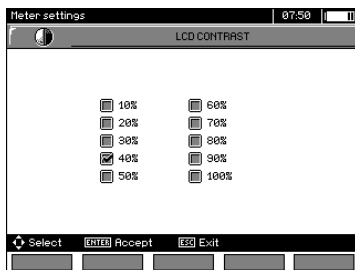 Meter settings 07:50
LCD CONTRAST
10% 60%
20% 70%
30% 80%
40% 90%
50% 100%
Select ENTER Accept ESC Exit